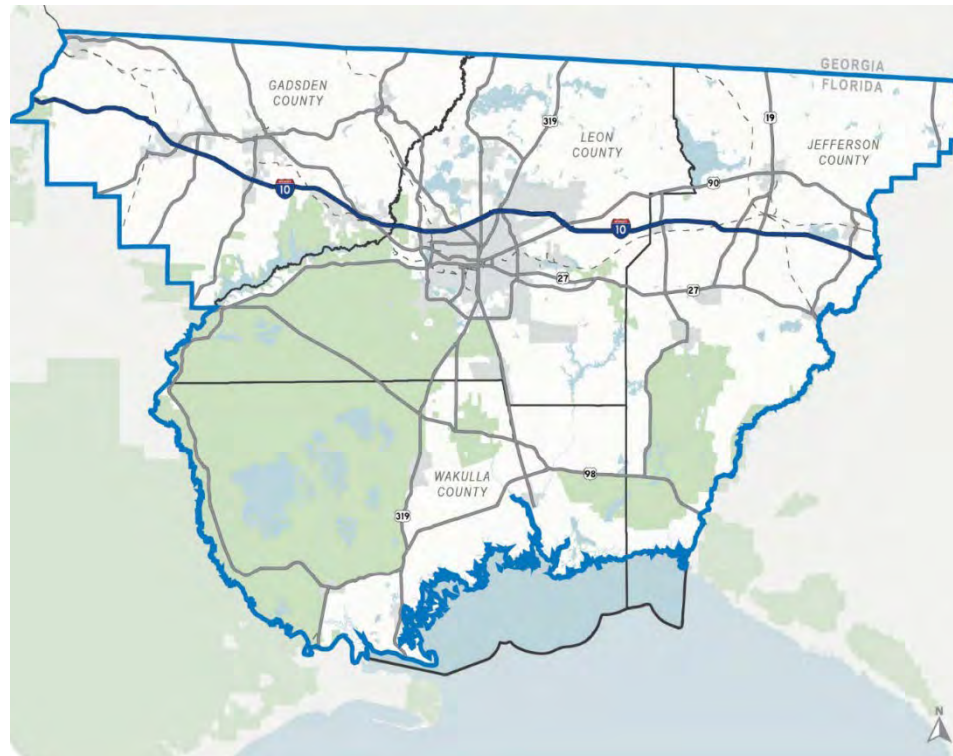 GEORGIA
FLORIDA
GADSDEN
COUNTY
319
19
LEON
COUNTY
JEFFERSON
COUNTY
90
10
10
27
27
WAKULLA
COUNTY
98
319
N